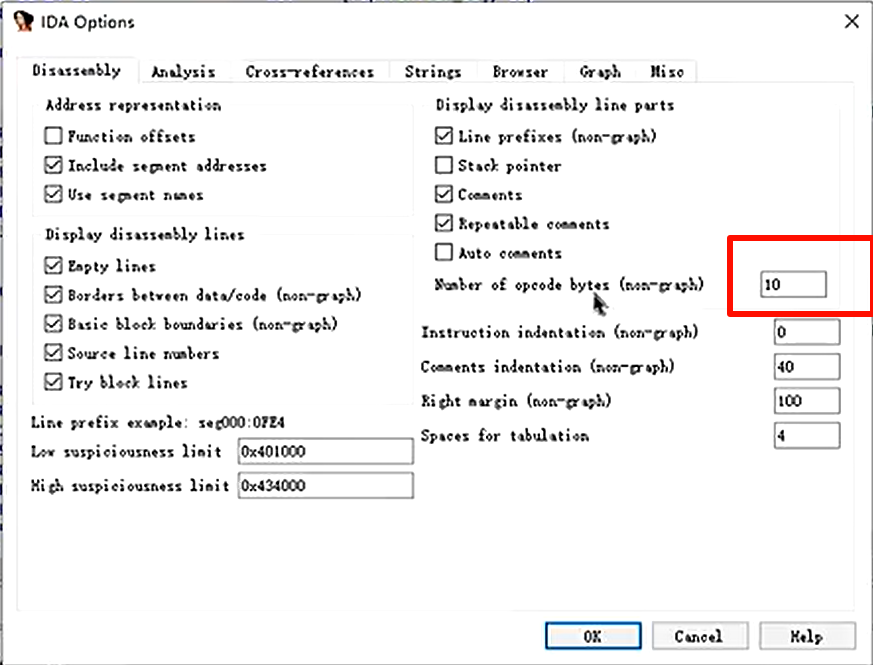 IDA Options
Disassembly Analysis Cross-references Strings Browser Graph Misc
Address representation
Function offsets
Include segment addresses
Use segment names
Display disassembly lines
Empty lines
Borders between data/code (non-graph)
Basic block boundaries (non-graph)
Source line numbers
Try block lines
Line prefix example: seg000:0FE4
Low suspiciousness limit 0x401000
High suspiciousness limit 0x434000
Display disassembly line parts
Line prefixes (non-graph)
Stack pointer
Comments
Repeatable comments
Auto comments
Number of opcode bytes (non-graph) 10
Instruction indentation (non-graph) 0
Comments indentation (non-graph) 40
Right margin (non-graph) 100
Spaces for tabulation 4
OK Cancel Help